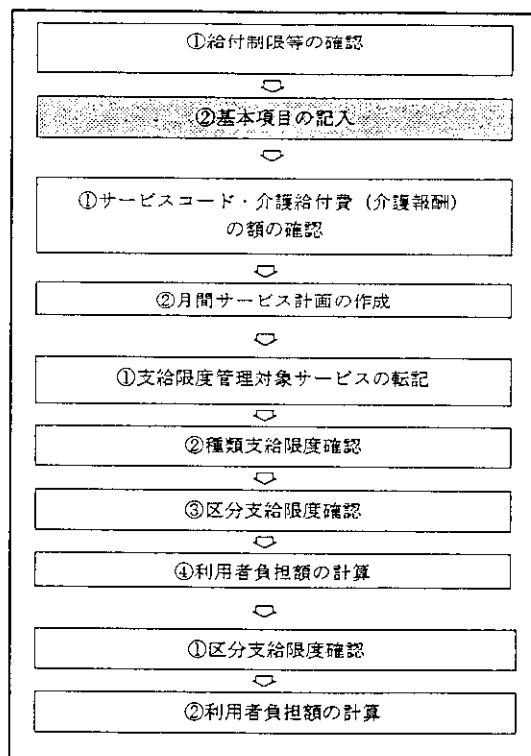 ①給付制限等の確認
②基本項目の記入
①サービスコード・介護給付費（介護報酬）
の額の確認
②月間サービス計画の作成
①支給限度管理対象サービスの転記
②種類支給限度確認
③区分支給限度確認
④利用者負担額の計算
①区分支給限度確認
②利用者負担額の計算